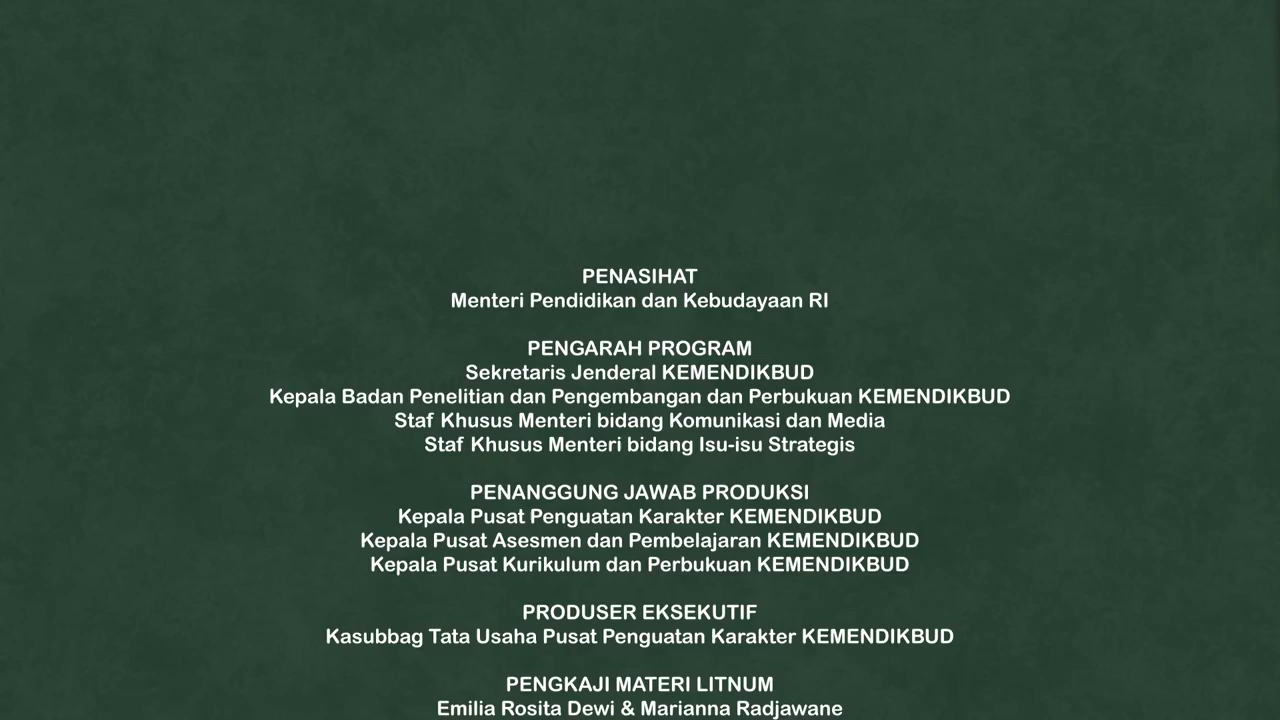 PENASIHAT
Menteri Pendidikan dan Kebudayaan RI
PENGARAH PROGRAM
Sekretaris Jenderal KEMENDIKBUD
Kepala Badan Penelitian dan Pengembangan dan Perbukuan KEMENDIKBUD
Staf Khusus Menteri bidang Komunikasi dan Media
Staf Khusus Menteri bidang Isu-isu Strategis
PENANGGUNG JAWAB PRODUKSI
Kepala Pusat Penguatan Karakter KEMENDIKBUD
Kepala Pusat Asesmen dan Pembelajaran KEMENDIKBUD
Kepala Pusat Kurikulum dan Perbukuan KEMENDIKBUD
PRODUSER EKSEKUTIF
Kasubbag Tata Usaha Pusat Penguatan Karakter KEMENDIKBUD
PENGKAJI MATERI LITNUM
Emilia Rosita Dewi & Marianna Radjawane